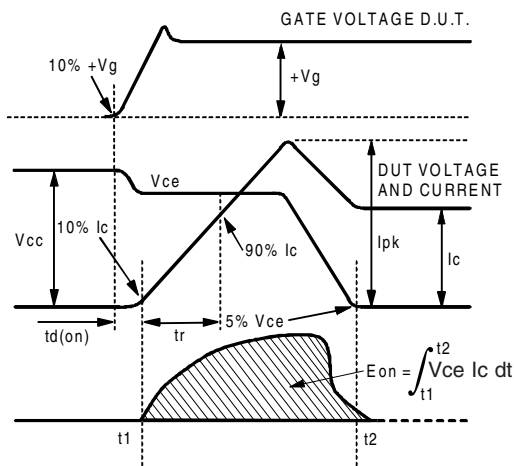 GATE VOLTAGE D.U.T.
10% +Vg
+Vg
Vce
DUT VOLTAGE
AND CURRENT
Vcc
10% Ic
90% Ic
Ipk
Ic
td(on)
tr
5% Vce
Eon = ∫ Vce Ic dt
t2
t1
t1
t2